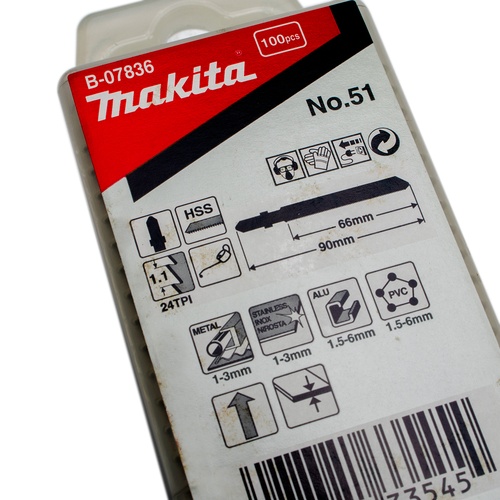 B-07836
100pcs
makita®
No.51
HSS
66mm
90mm
1.1
24TPI
METAL
1-3mm
STAINLESS
INOX
NIROSTA
1-3mm
ALU
1.5-6mm
PVC
1.5-6mm
33545